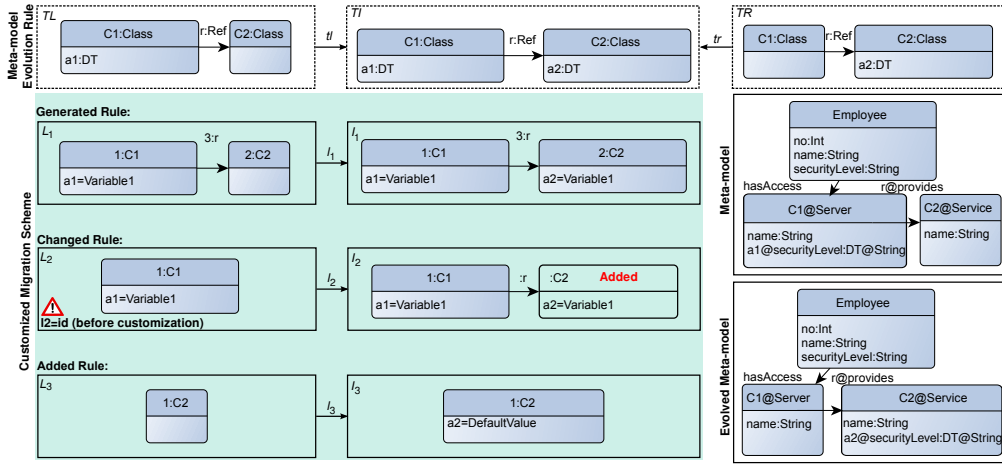 Meta-model
Evolution Rule
TL
C1:Class
a1:DT
r:Ref
C2:Class
tl
TI
C1:Class
a1:DT
r:Ref
C2:Class
a2:DT
tr
TR
C1:Class
r:Ref
C2:Class
a2:DT
Customized Migration Scheme
Generated Rule:
L1
1:C1
a1=Variable1
3:r
2:C2
l1
I1
1:C1
a1=Variable1
3:r
2:C2
a2=Variable1
Changed Rule:
L2
1:C1
a1=Variable1
l2=id (before customization)
l2
I2
1:C1
a1=Variable1
:r
:C2
Added
a2=Variable1
Added Rule:
L3
1:C2
l3
I3
1:C2
a2=DefaultValue
Meta-model
Employee
no:Int
name:String
securityLevel:String
hasAccess
r@provides
C1@Server
name:String
a1@securityLevel:DT@String
C2@Service
name:String
Evolved Meta-model
Employee
no:Int
name:String
securityLevel:String
hasAccess
r@provides
C1@Server
name:String
C2@Service
name:String
a2@securityLevel:DT@String